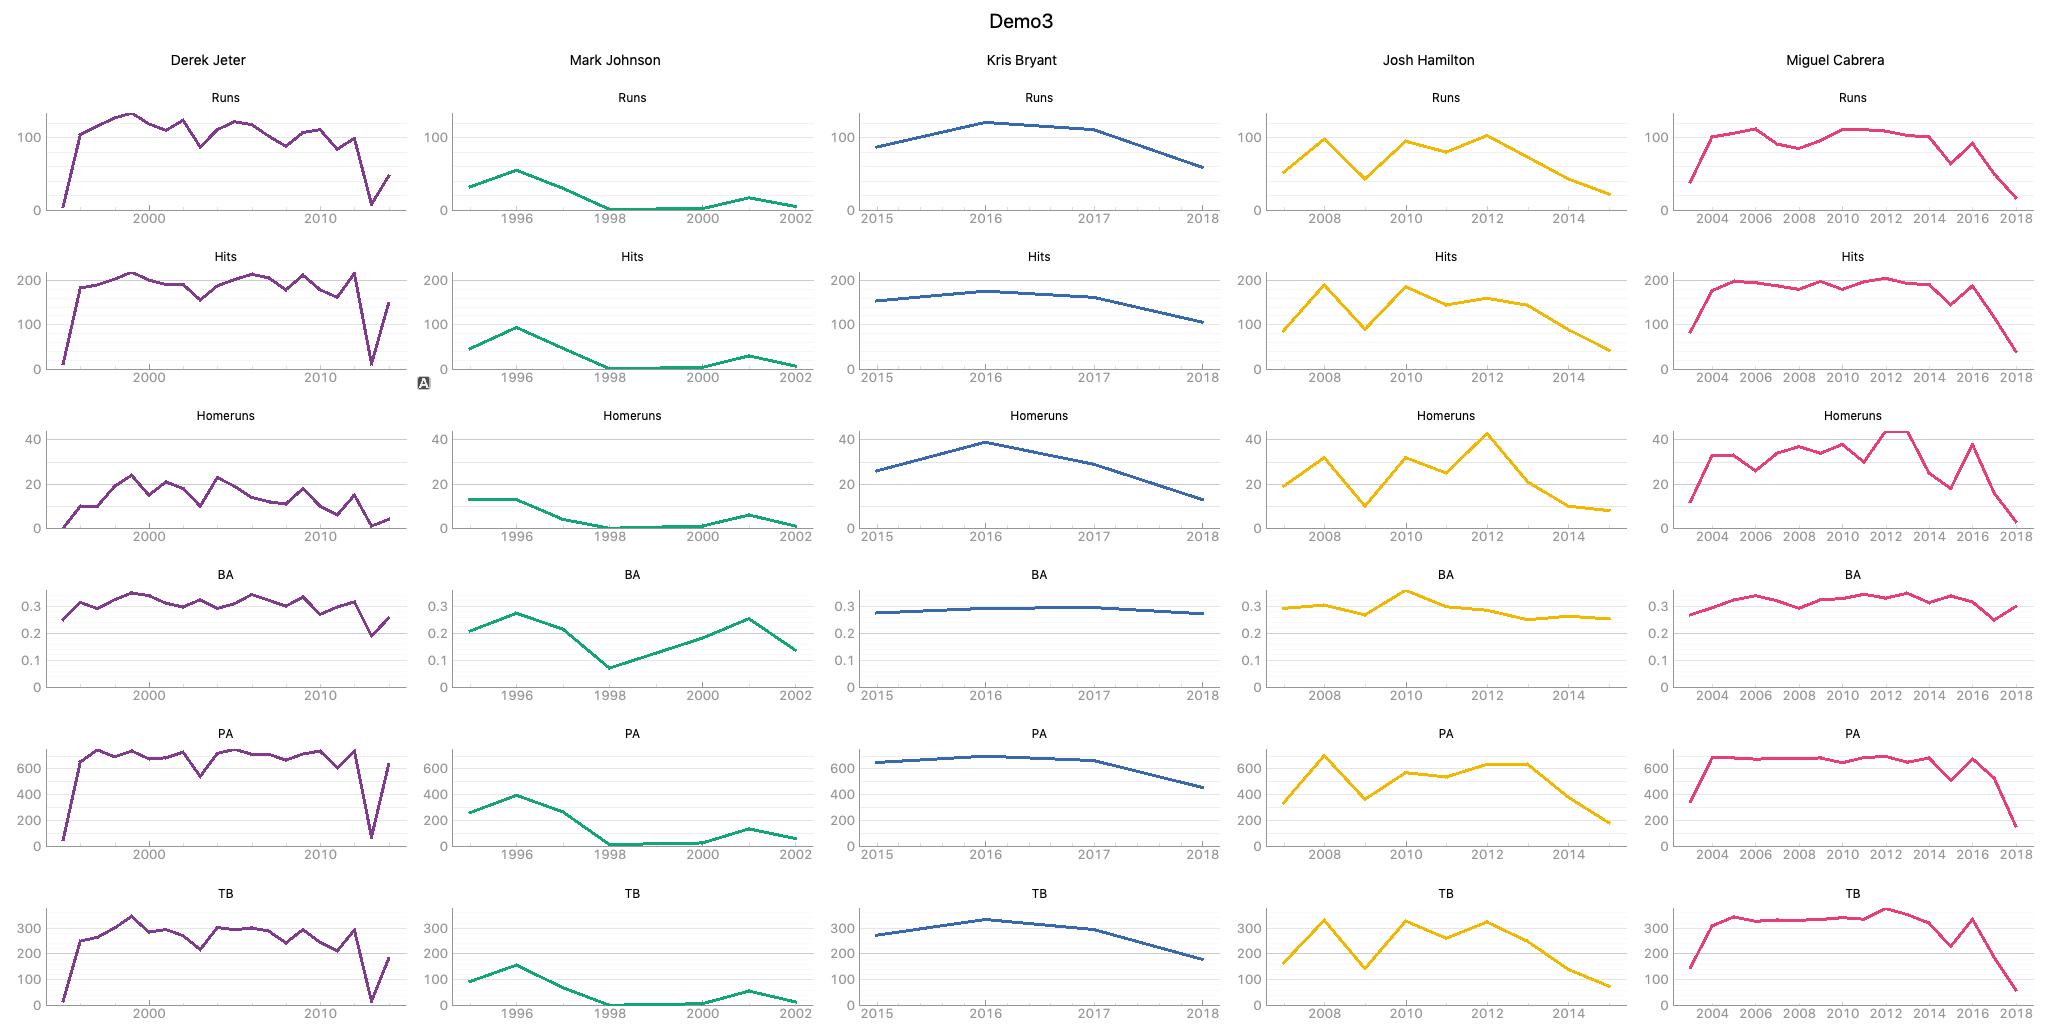 Demo3
Derek Jeter Mark Johnson Kris Bryant Josh Hamilton Miguel Cabrera
Runs Runs Runs Runs Runs
100 100 100 100 100
0 0 0 0 0
2000 2010 1996 1998 2000 2002 2015 2016 2017 2018 2008 2010 2012 2014 2004 2006 2008 2010 2012 2014 2016 2018
Hits Hits Hits Hits Hits
200 200 200 200 200
100 100 100 100 100
0 0 0 0 0
2000 2010 1996 1998 2000 2002 2015 2016 2017 2018 2008 2010 2012 2014 2004 2006 2008 2010 2012 2014 2016 2018
A
Homeruns Homeruns Homeruns Homeruns Homeruns
40 40 40 40 40
20 20 20 20 20
0 0 0 0 0
2000 2010 1996 1998 2000 2002 2015 2016 2017 2018 2008 2010 2012 2014 2004 2006 2008 2010 2012 2014 2016 2018
BA BA BA BA BA
0.3 0.3 0.3 0.3 0.3
0.2 0.2 0.2 0.2 0.2
0.1 0.1 0.1 0.1 0.1
0 0 0 0 0
2000 2010 1996 1998 2000 2002 2015 2016 2017 2018 2008 2010 2012 2014 2004 2006 2008 2010 2012 2014 2016 2018
PA PA PA PA PA
600 600 600 600 600
400 400 400 400 400
200 200 200 200 200
0 0 0 0 0
2000 2010 1996 1998 2000 2002 2015 2016 2017 2018 2008 2010 2012 2014 2004 2006 2008 2010 2012 2014 2016 2018
TB TB TB TB TB
300 300 300 300 300
200 200 200 200 200
100 100 100 100 100
0 0 0 0 0
2000 2010 1996 1998 2000 2002 2015 2016 2017 2018 2008 2010 2012 2014 2004 2006 2008 2010 2012 2014 2016 2018